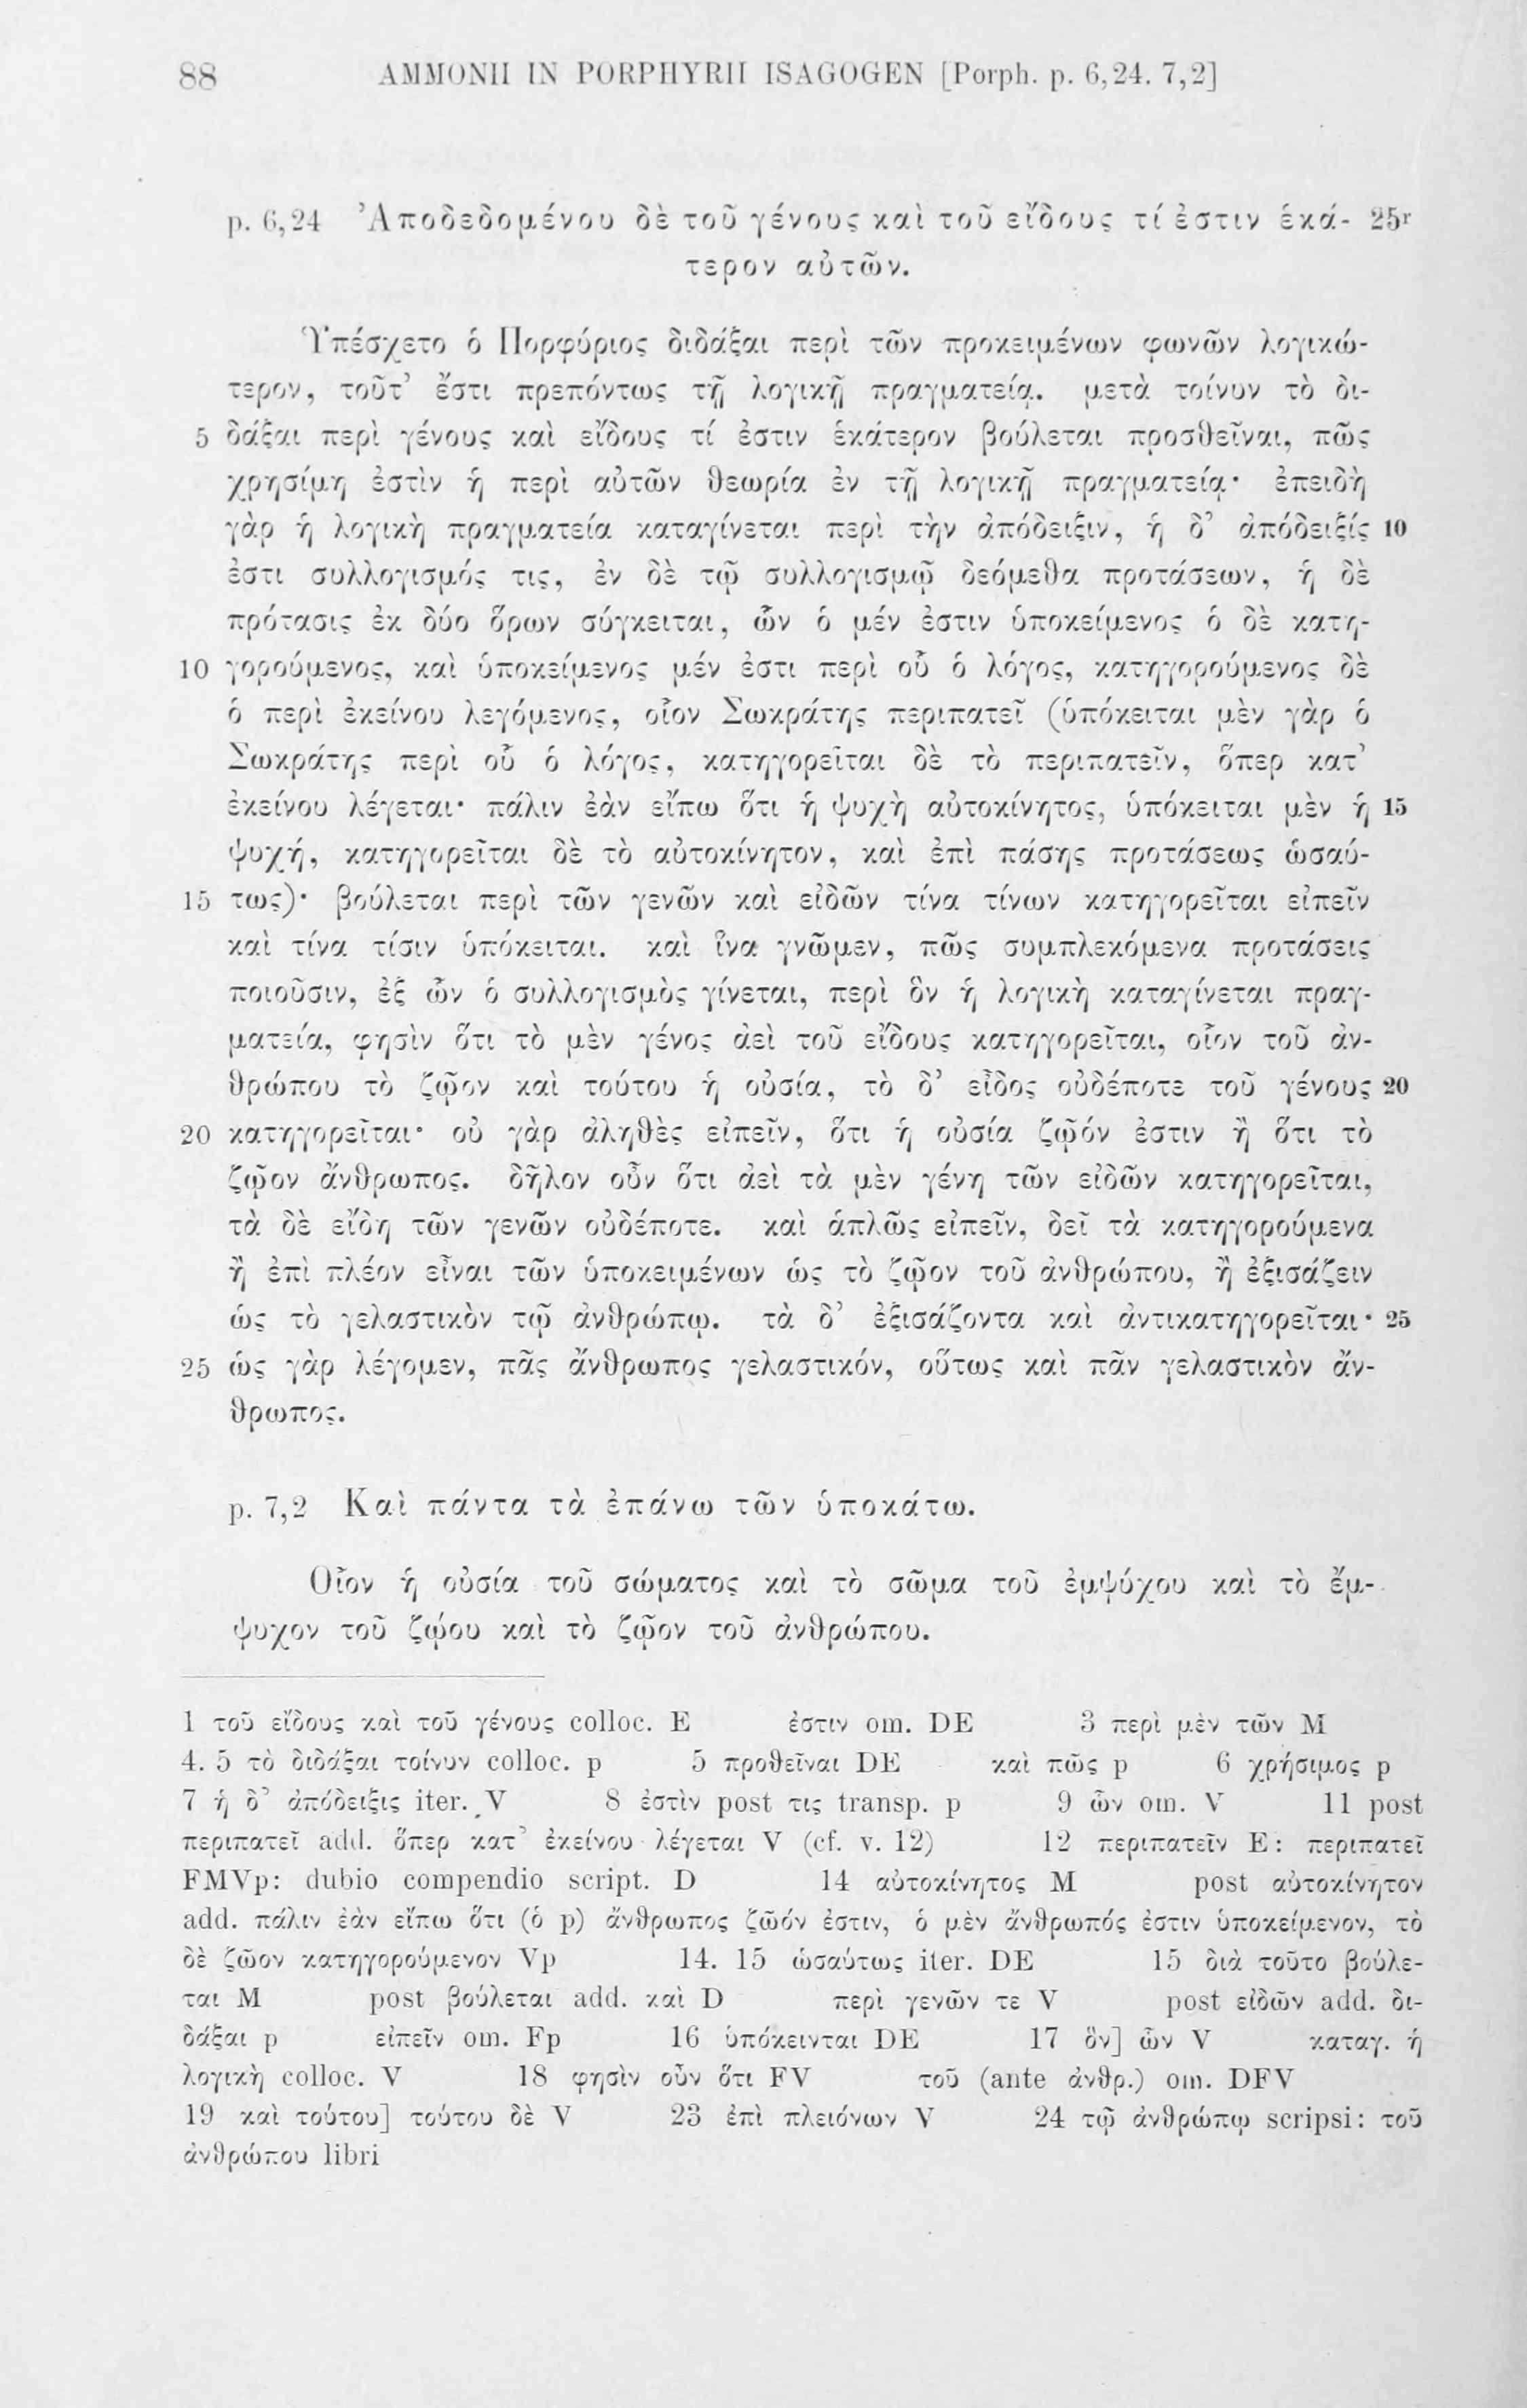 88 AMMONII IN PORPHYRII ISAGOGEN [Porph. p. 6,24. 7,2]
p. 6,24 Ἀποδεδομένου δὲ τοῦ γένους καὶ τοῦ εἴδους τί ἐστιν ἑκά- 25r
τερον αὐτῶν.
Ὑπέσχετο ὁ Πορφύριος διδάξαι περὶ τῶν προκειμένων φωνῶν λογικώ-
τερον, τοῦτ' ἔστι πρεπόντως τῇ λογικῇ πραγματείᾳ. μετὰ τοίνυν τὸ δι-
5 δάξαι περὶ γένους καὶ εἴδους τί ἐστιν ἑκάτερον βούλεται προσθεῖναι, πῶς
χρησίμη ἐστὶν ἡ περὶ αὐτῶν θεωρία ἐν τῇ λογικῇ πραγματείᾳ· ἐπειδὴ
γὰρ ἡ λογικὴ πραγματεία καταγίνεται περὶ τὴν ἀπόδειξιν, ἡ δ' ἀπόδειξίς 10
ἐστι συλλογισμός τις, ἐν δὲ τῷ συλλογισμῷ δεόμεθα προτάσεων, ἡ δὲ
πρότασις ἐκ δύο ὅρων σύγκειται, ὧν ὁ μέν ἐστιν ὑποκείμενος ὁ δὲ κατη-
10 γορούμενος, καὶ ὑποκείμενος μέν ἐστι περὶ οὗ ὁ λόγος, κατηγορούμενος δὲ
ὁ περὶ ἐκείνου λεγόμενος, οἷον Σωκράτης περιπατεῖ (ὑπόκειται μὲν γὰρ ὁ
Σωκράτης περὶ οὗ ὁ λόγος, κατηγορεῖται δὲ τὸ περιπατεῖν, ὅπερ κατ'
ἐκείνου λέγεται· πάλιν ἐὰν εἴπω ὅτι ἡ ψυχὴ αὐτοκίνητος, ὑπόκειται μὲν ἡ 15
ψυχή, κατηγορεῖται δὲ τὸ αὐτοκίνητον, καὶ ἐπὶ πάσης προτάσεως ὡσαύ-
15 τως)· βούλεται περὶ τῶν γενῶν καὶ εἰδῶν τίνα τίνων κατηγορεῖται εἰπεῖν
καὶ τίνα τίσιν ὑπόκειται. καὶ ἵνα γνῶμεν, πῶς συμπλεκόμενα προτάσεις
ποιοῦσιν, ἐξ ὧν ὁ συλλογισμὸς γίνεται, περὶ ὃν ἡ λογικὴ καταγίνεται πραγ-
ματεία, φησὶν ὅτι τὸ μὲν γένος ἀεὶ τοῦ εἴδους κατηγορεῖται, οἷον τοῦ ἀν-
θρώπου τὸ ζῷον καὶ τούτου ἡ οὐσία, τὸ δ' εἶδος οὐδέποτε τοῦ γένους 20
20 κατηγορεῖται· οὐ γὰρ ἀληθὲς εἰπεῖν, ὅτι ἡ οὐσία ζῷόν ἐστιν ἢ ὅτι τὸ
ζῷον ἄνθρωπος. δῆλον οὖν ὅτι ἀεὶ τὰ μὲν γένη τῶν εἰδῶν κατηγορεῖται,
τὰ δὲ εἴδη τῶν γενῶν οὐδέποτε. καὶ ἁπλῶς εἰπεῖν, δεῖ τὰ κατηγορούμενα
ἢ ἐπὶ πλέον εἶναι τῶν ὑποκειμένων ὡς τὸ ζῷον τοῦ ἀνθρώπου, ἢ ἐξισάζειν
ὡς τὸ γελαστικὸν τῷ ἀνθρώπῳ. τὰ δ' ἐξισάζοντα καὶ ἀντικατηγορεῖται· 25
25 ὡς γὰρ λέγομεν, πᾶς ἄνθρωπος γελαστικόν, οὕτως καὶ πᾶν γελαστικὸν ἄν-
θρωπος.
p. 7,2 Καὶ πάντα τὰ ἐπάνω τῶν ὑποκάτω.
Οἷον ἡ οὐσία τοῦ σώματος καὶ τὸ σῶμα τοῦ ἐμψύχου καὶ τὸ ἔμ-
ψυχον τοῦ ζῴου καὶ τὸ ζῷον τοῦ ἀνθρώπου.
1 τοῦ εἴδους καὶ τοῦ γένους colloc. E ἐστιν om. DE 3 περὶ μὲν τῶν M
4. 5 τὸ διδάξαι τοίνυν colloc. p 5 προθεῖναι DE καὶ πῶς p 6 χρήσιμος p
7 ἡ δ' ἀπόδειξις iter. V 8 ἐστὶν post τις transp. p 9 ὧν om. V 11 post
περιπατεῖ add. ὅπερ κατ' ἐκείνου λέγεται V (cf. v. 12) 12 περιπατεῖν E: περιπατεῖ
FMVp: dubio compendio script. D 14 αὐτοκίνητος M post αὐτοκίνητον
add. πάλιν ἐὰν εἴπω ὅτι (ὁ p) ἄνθρωπος ζῶόν ἐστιν, ὁ μὲν ἄνθρωπός ἐστιν ὑποκείμενον, τὸ
δὲ ζῶον κατηγορούμενον Vp 14. 15 ὡσαύτως iter. DE 15 διὰ τοῦτο βούλε-
ται M post βούλεται add. καὶ D περὶ γενῶν τε V post εἰδῶν add. δι-
δάξαι p εἰπεῖν om. Fp 16 ὑπόκεινται DE 17 ὃν] ὧν V καταγ. ἡ
λογικὴ colloc. V 18 φησὶν οὖν ὅτι FV τοῦ (ante ἀνθρ.) om. DFV
19 καὶ τούτου] τούτου δὲ V 23 ἐπὶ πλειόνων V 24 τῷ ἀνθρώπῳ scripsi: τοῦ
ἀνθρώπου libri